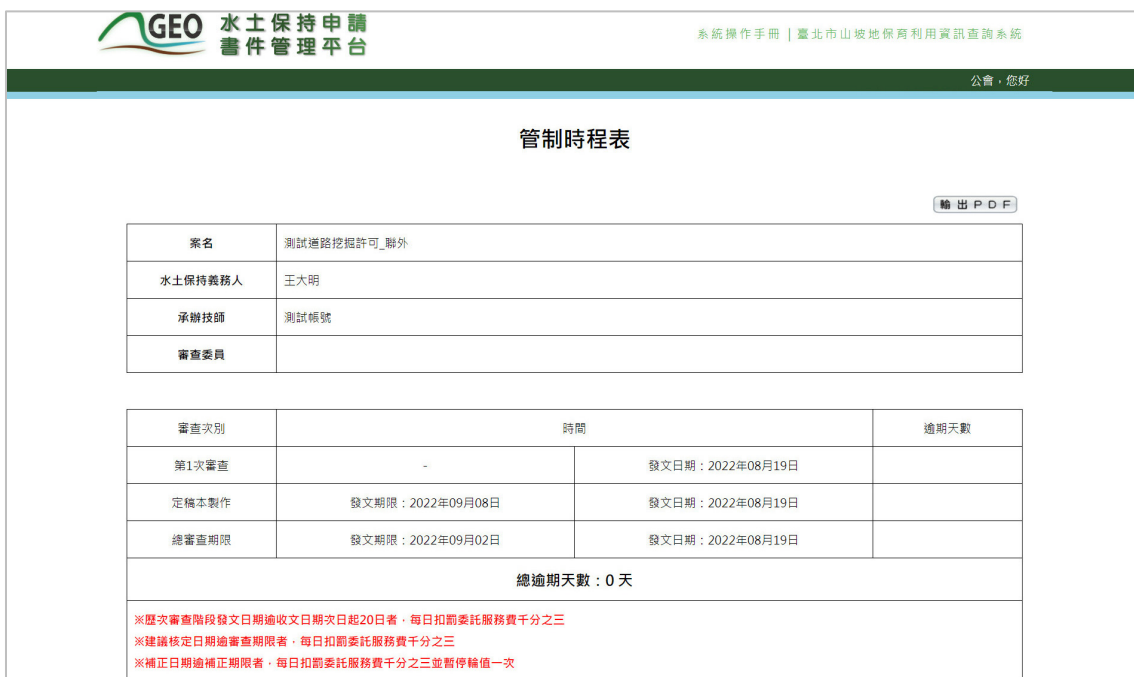 GEO 水土保持申請
書件管理平台
系統操作手冊 | 臺北市山坡地保育利用資訊查詢系統
公會，您好
管制時程表
輸出PDF
案名 測試道路挖掘許可_聯外
水土保持義務人 王大明
承辦技師 測試帳號
審查委員
審查次別 時間 逾期天數
第1次審查 - 發文日期：2022年08月19日
定稿本製作 發文期限：2022年09月08日 發文日期：2022年08月19日
總審查期限 發文期限：2022年09月02日 發文日期：2022年08月19日
總逾期天數：0 天
※歷次審查階段發文日期逾收文日期次日起20日者，每日扣罰委託服務費千分之三
※建議核定日期逾審查期限者，每日扣罰委託服務費千分之三
※補正日期逾補正期限者，每日扣罰委託服務費千分之三並暫停輪值一次